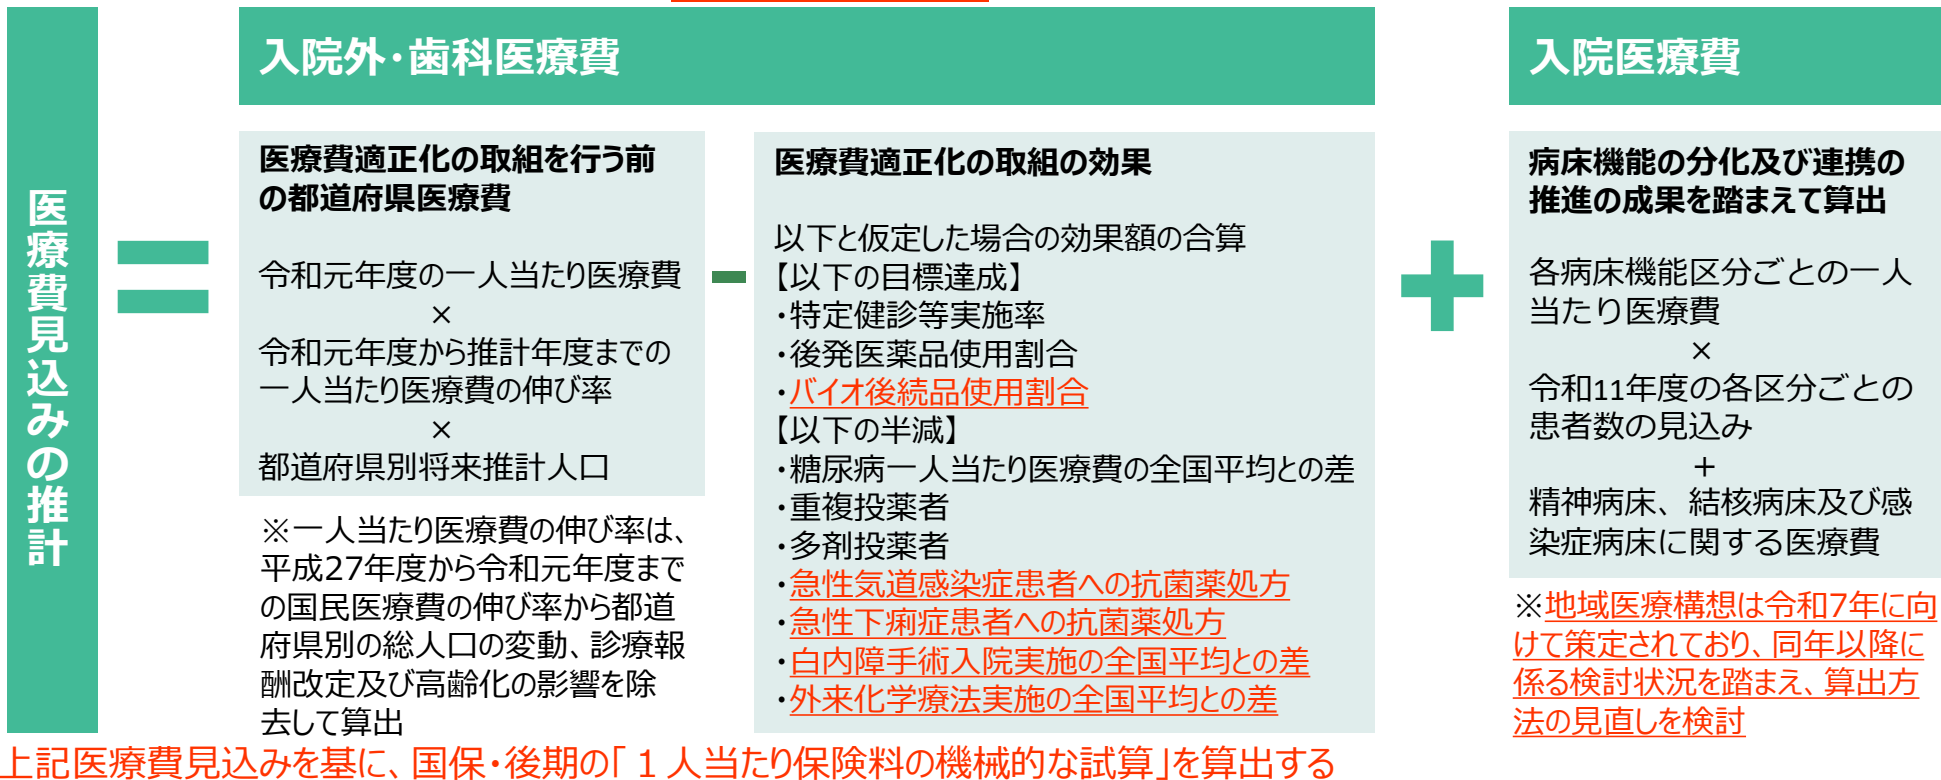 医療費見込みの推計
入院外・歯科医療費
医療費適正化の取組を行う前
の都道府県医療費
令和元年度の一人当たり医療費
×
令和元年度から推計年度までの
一人当たり医療費の伸び率
×
都道府県別将来推計人口
※一人当たり医療費の伸び率は、
平成27年度から令和元年度まで
の国民医療費の伸び率から都道
府県別の総人口の変動、診療報
酬改定及び高齢化の影響を除
去して算出
医療費適正化の取組の効果
以下と仮定した場合の効果額の合算
【以下の目標達成】
・特定健診等実施率
・後発医薬品使用割合
・バイオ後続品使用割合
【以下の半減】
・糖尿病一人当たり医療費の全国平均との差
・重複投薬者
・多剤投薬者
・急性気道感染症患者への抗菌薬処方
・急性下痢症患者への抗菌薬処方
・白内障手術入院実施の全国平均との差
・外来化学療法実施の全国平均との差
入院医療費
病床機能の分化及び連携の
推進の成果を踏まえて算出
各病床機能区分ごとの一人
当たり医療費
×
令和11年度の各区分ごとの
患者数の見込み
＋
精神病床、結核病床及び感
染症病床に関する医療費
※地域医療構想は令和7年に向
けて策定されており、同年以降に
係る検討状況を踏まえ、算出方
法の見直しを検討
上記医療費見込みを基に、国保・後期の「１人当たり保険料の機械的な試算」を算出する